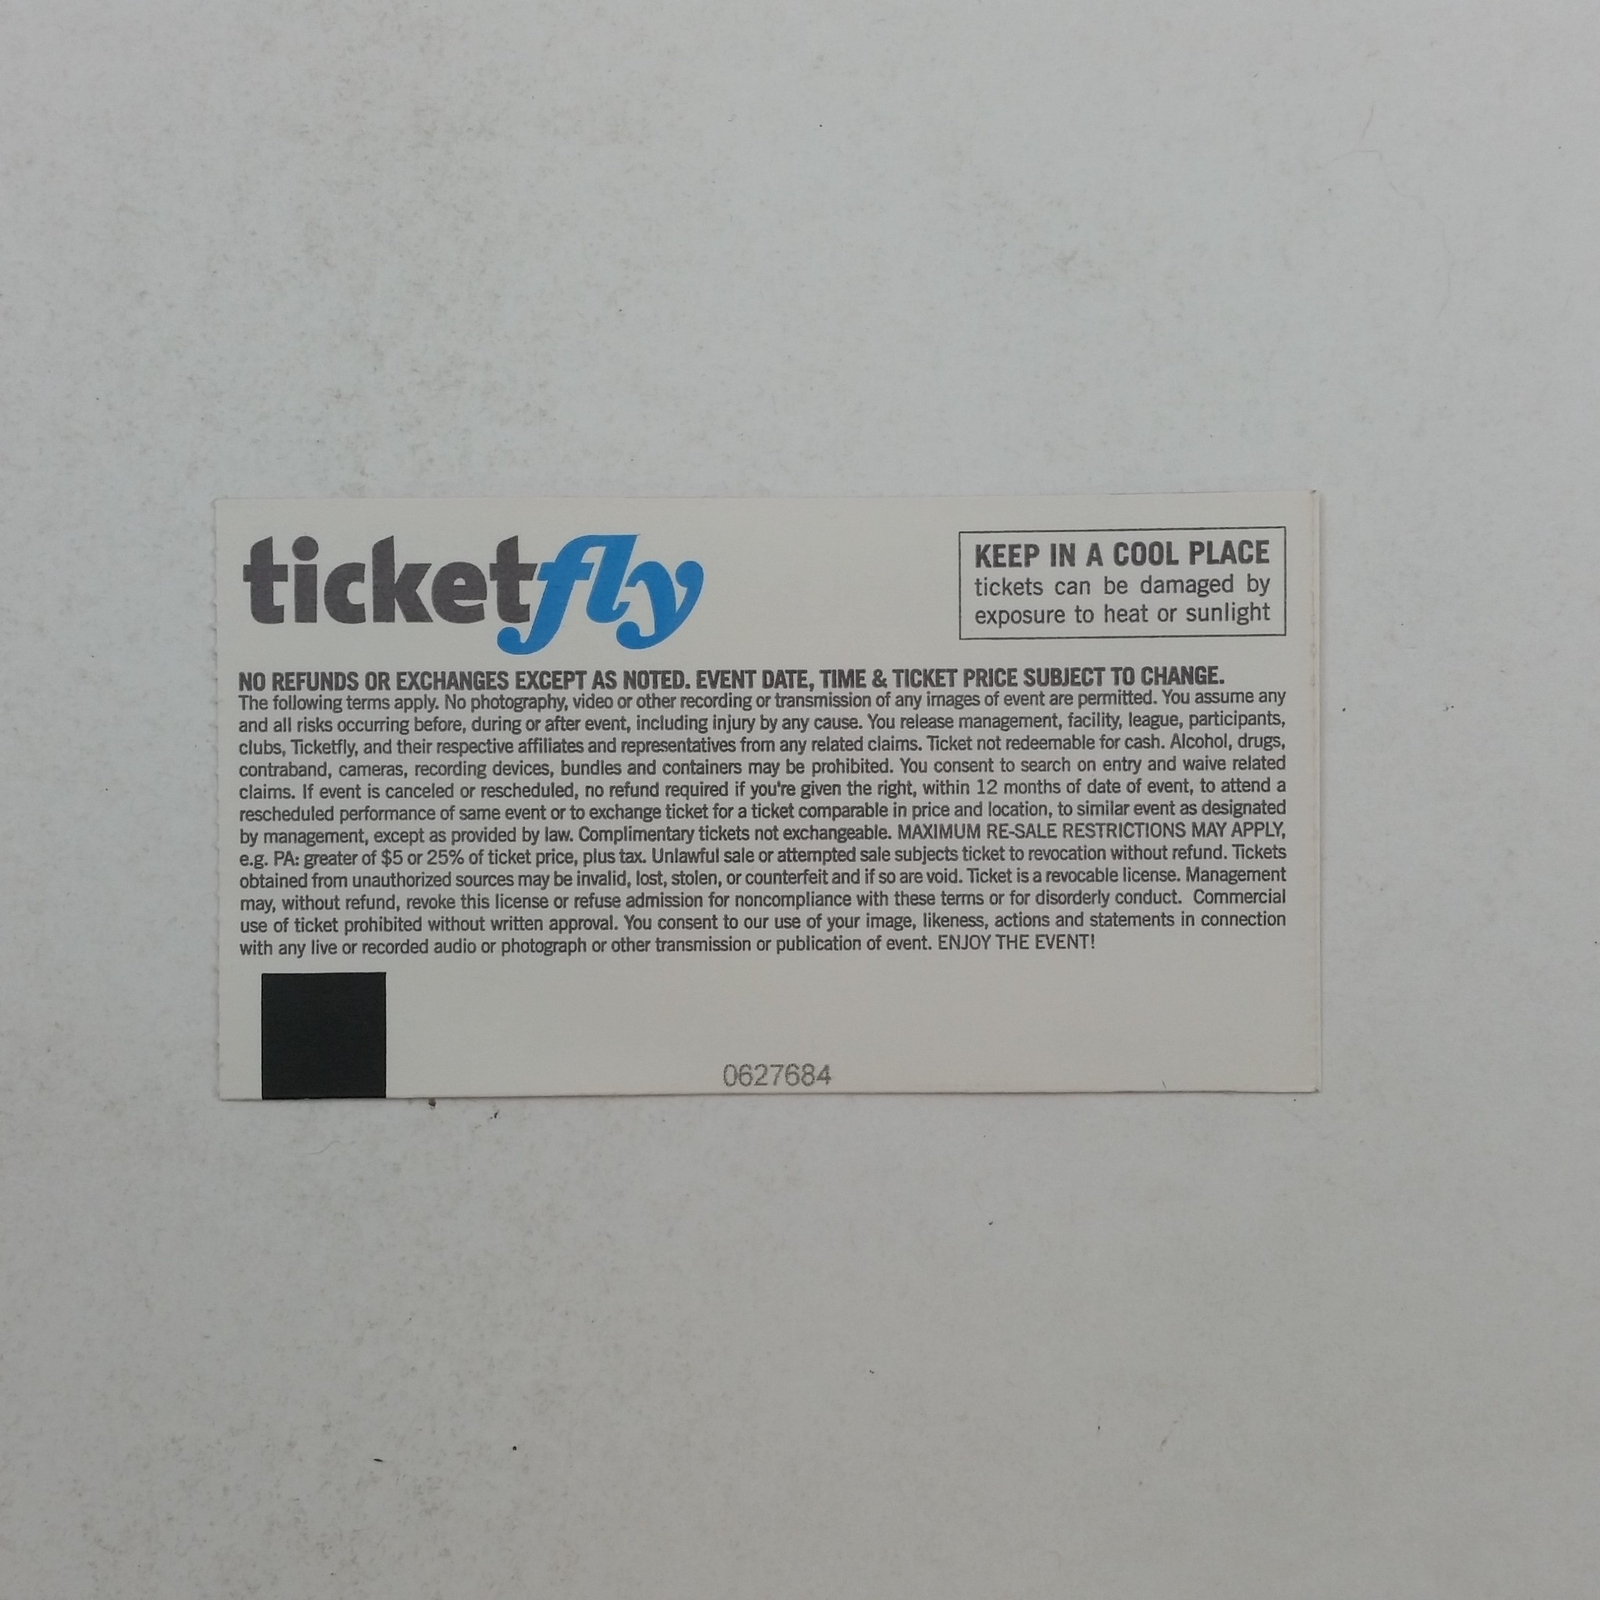 ticketfly
KEEP IN A COOL PLACE
tickets can be damaged by
exposure to heat or sunlight
NO REFUNDS OR EXCHANGES EXCEPT AS NOTED. EVENT DATE, TIME & TICKET PRICE SUBJECT TO CHANGE.
The following terms apply. No photography, video or other recording or transmission of any images of event are permitted. You assume any
and all risks occurring before, during or after event, including injury by any cause. You release management, facility, league, participants,
clubs, Ticketfly, and their respective affiliates and representatives from any related claims. Ticket not redeemable for cash. Alcohol, drugs,
contraband, cameras, recording devices, bundles and containers may be prohibited. You consent to search on entry and waive related
claims. If event is canceled or rescheduled, no refund required if you're given the right, within 12 months of date of event, to attend a
rescheduled performance of same event or to exchange ticket for a ticket comparable in price and location, to similar event as designated
by management, except as provided by law. Complimentary tickets not exchangeable. MAXIMUM RE-SALE RESTRICTIONS MAY APPLY,
e.g. PA: greater of $5 or 25% of ticket price, plus tax. Unlawful sale or attempted sale subjects ticket to revocation without refund. Tickets
obtained from unauthorized sources may be invalid, lost, stolen, or counterfeit and if so are void. Ticket is a revocable license. Management
may, without refund, revoke this license or refuse admission for noncompliance with these terms or for disorderly conduct. Commercial
use of ticket prohibited without written approval. You consent to our use of your image, likeness, actions and statements in connection
with any live or recorded audio or photograph or other transmission or publication of event. ENJOY THE EVENT!
0627684